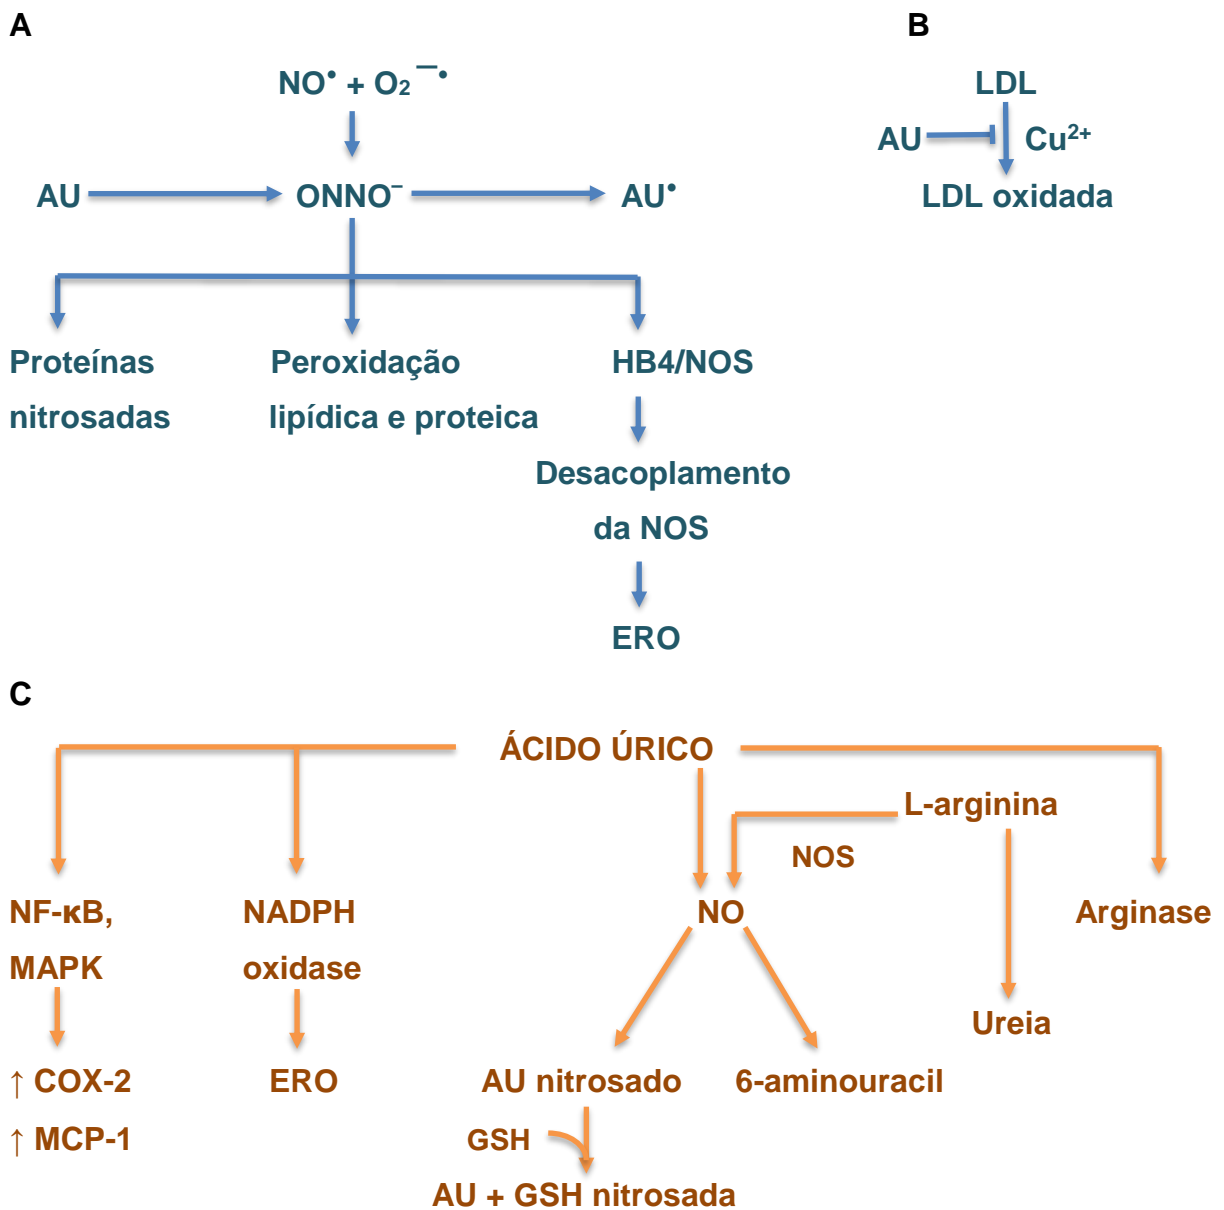 A
B
NO• + O₂⁻•
LDL
AU
Cu²⁺
AU
ONNO⁻
AU•
LDL oxidada
Proteínas
nitrosadas
Peroxidação
lipídica e proteica
HB4/NOS
Desacoplamento
da NOS
ERO
C
ÁCIDO ÚRICO
L-arginina
NOS
NF-κB,
MAPK
NADPH
oxidase
NO
Arginase
Ureia
↑ COX-2
↑ MCP-1
ERO
AU nitrosado
6-aminouracil
GSH
AU + GSH nitrosada